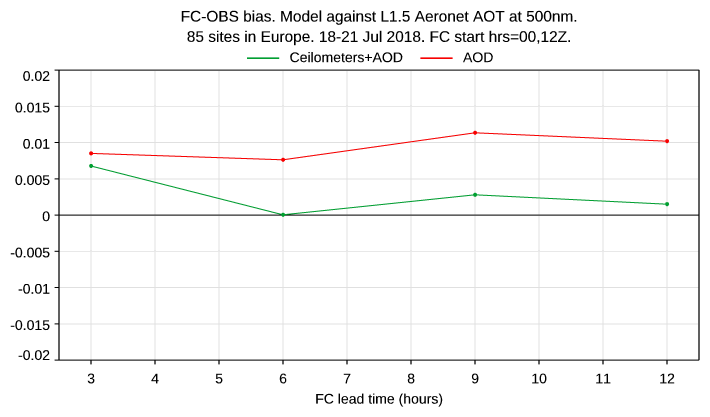 FC-OBS bias. Model against L1.5 Aeronet AOT at 500nm.
85 sites in Europe. 18-21 Jul 2018. FC start hrs=00,12Z.
Ceilometers+AOD AOD
0.02
0.015
0.01
0.005
0
-0.005
-0.01
-0.015
-0.02
3 4 5 6 7 8 9 10 11 12
FC lead time (hours)